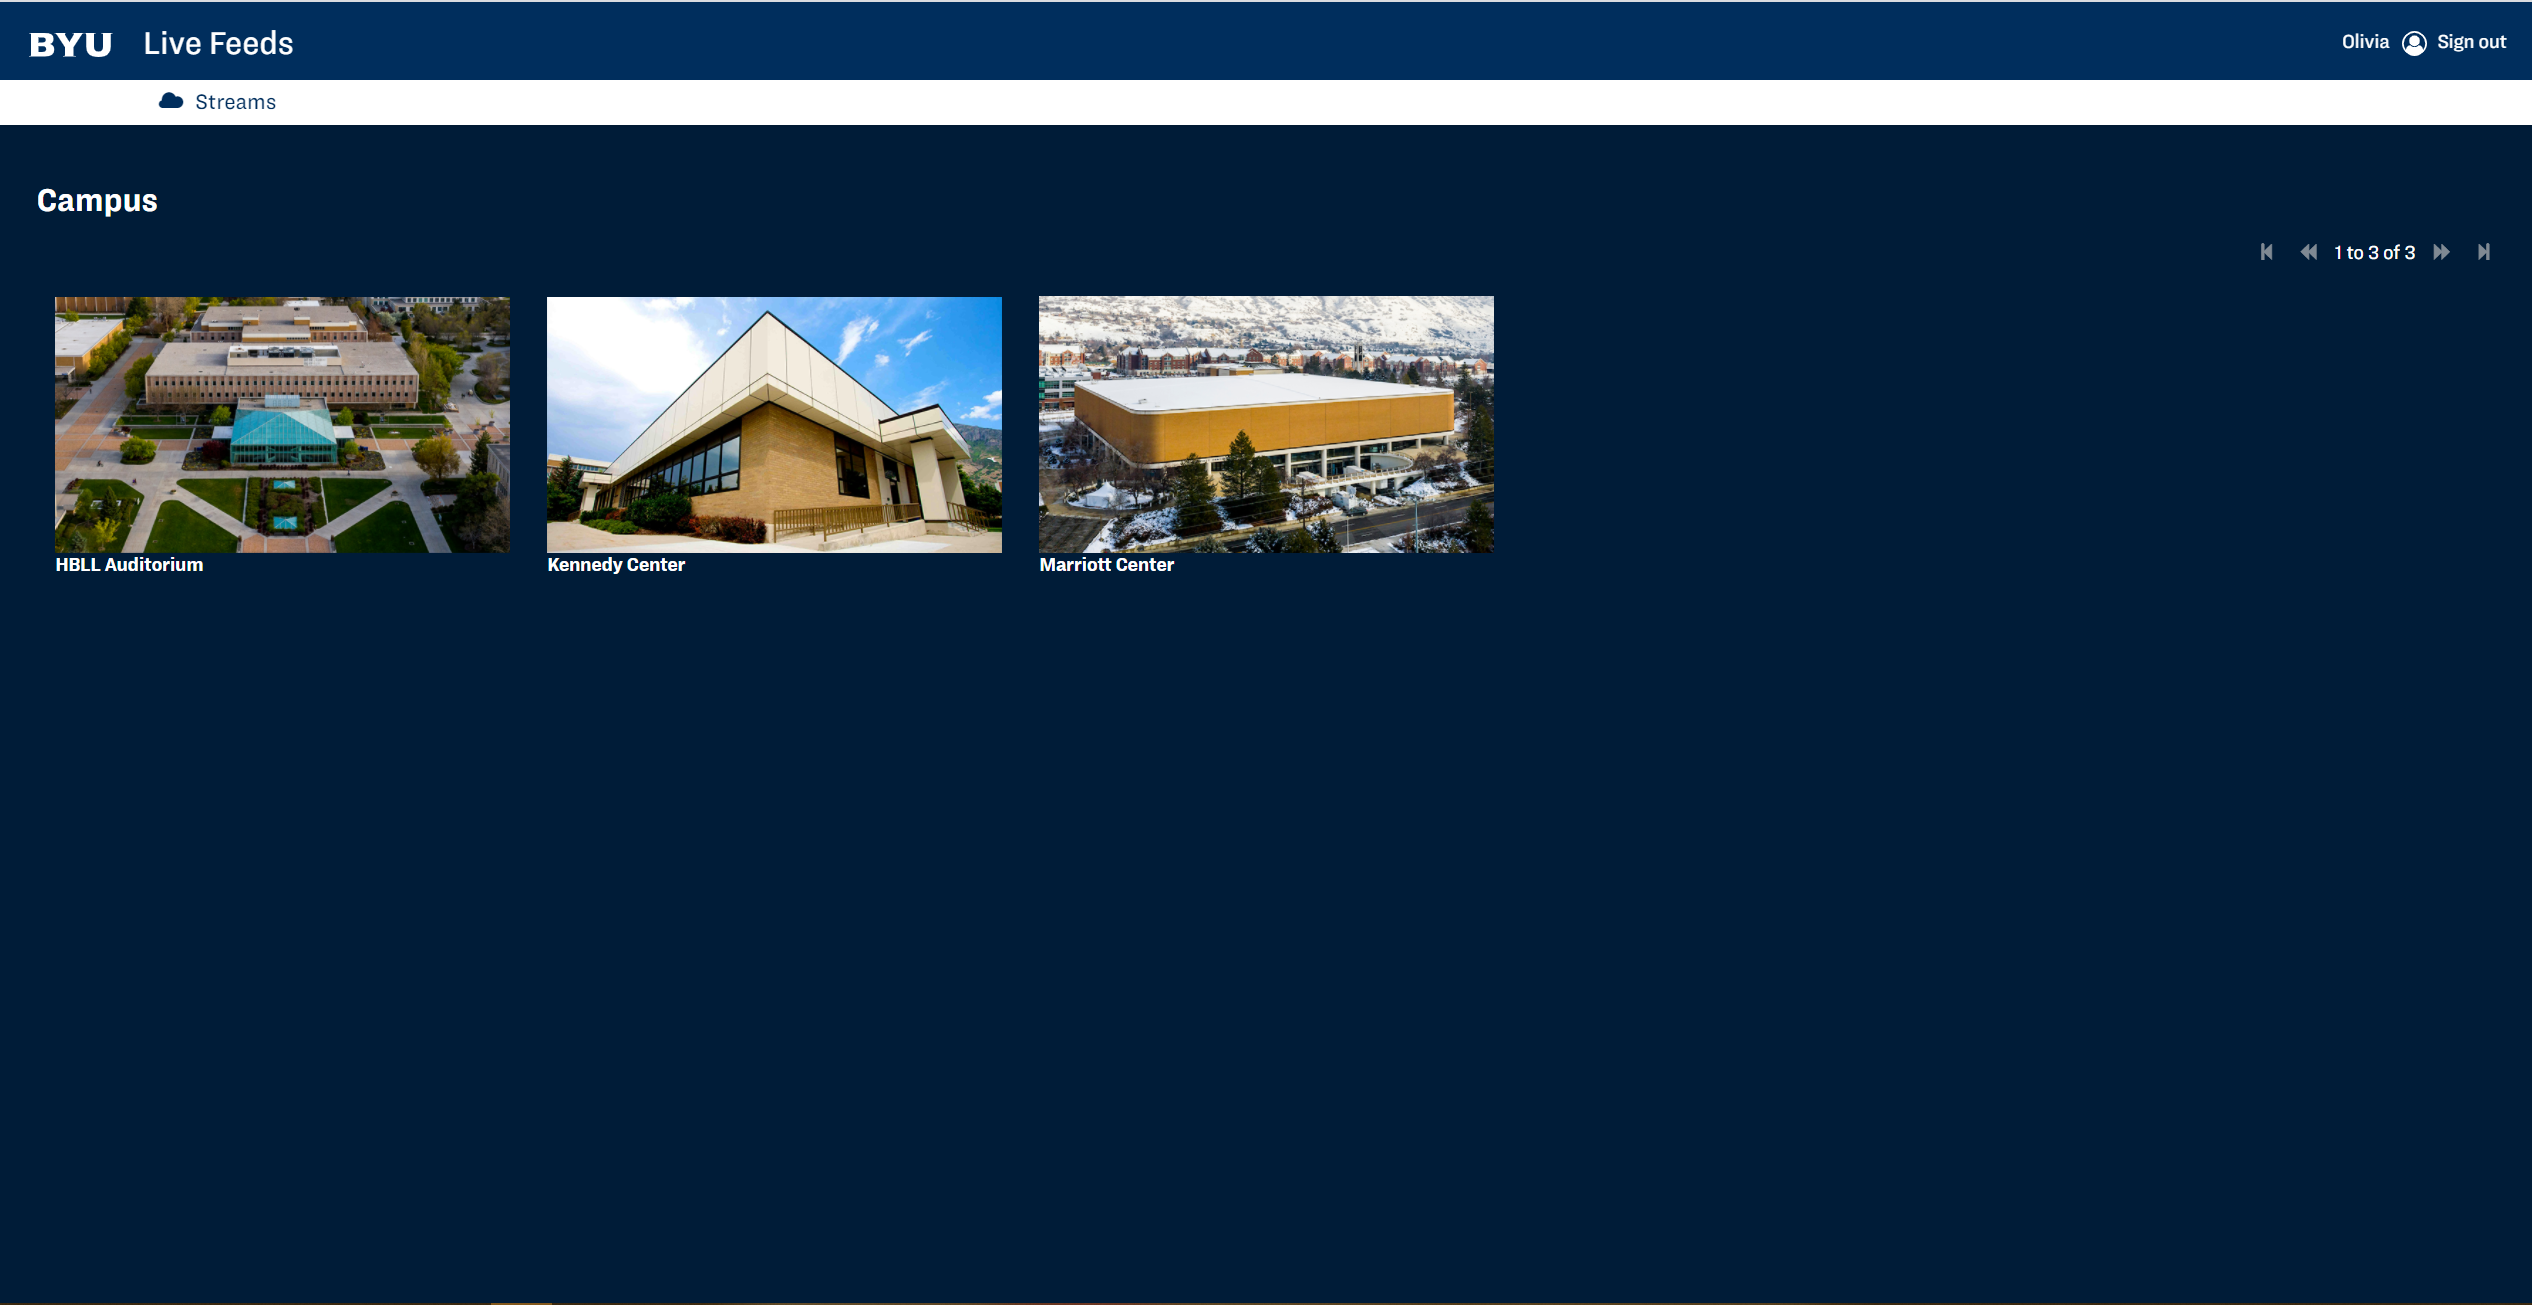 BYU Live Feeds
Olivia Sign out
Streams
Campus
1 to 3 of 3
HBLL Auditorium
Kennedy Center
Marriott Center